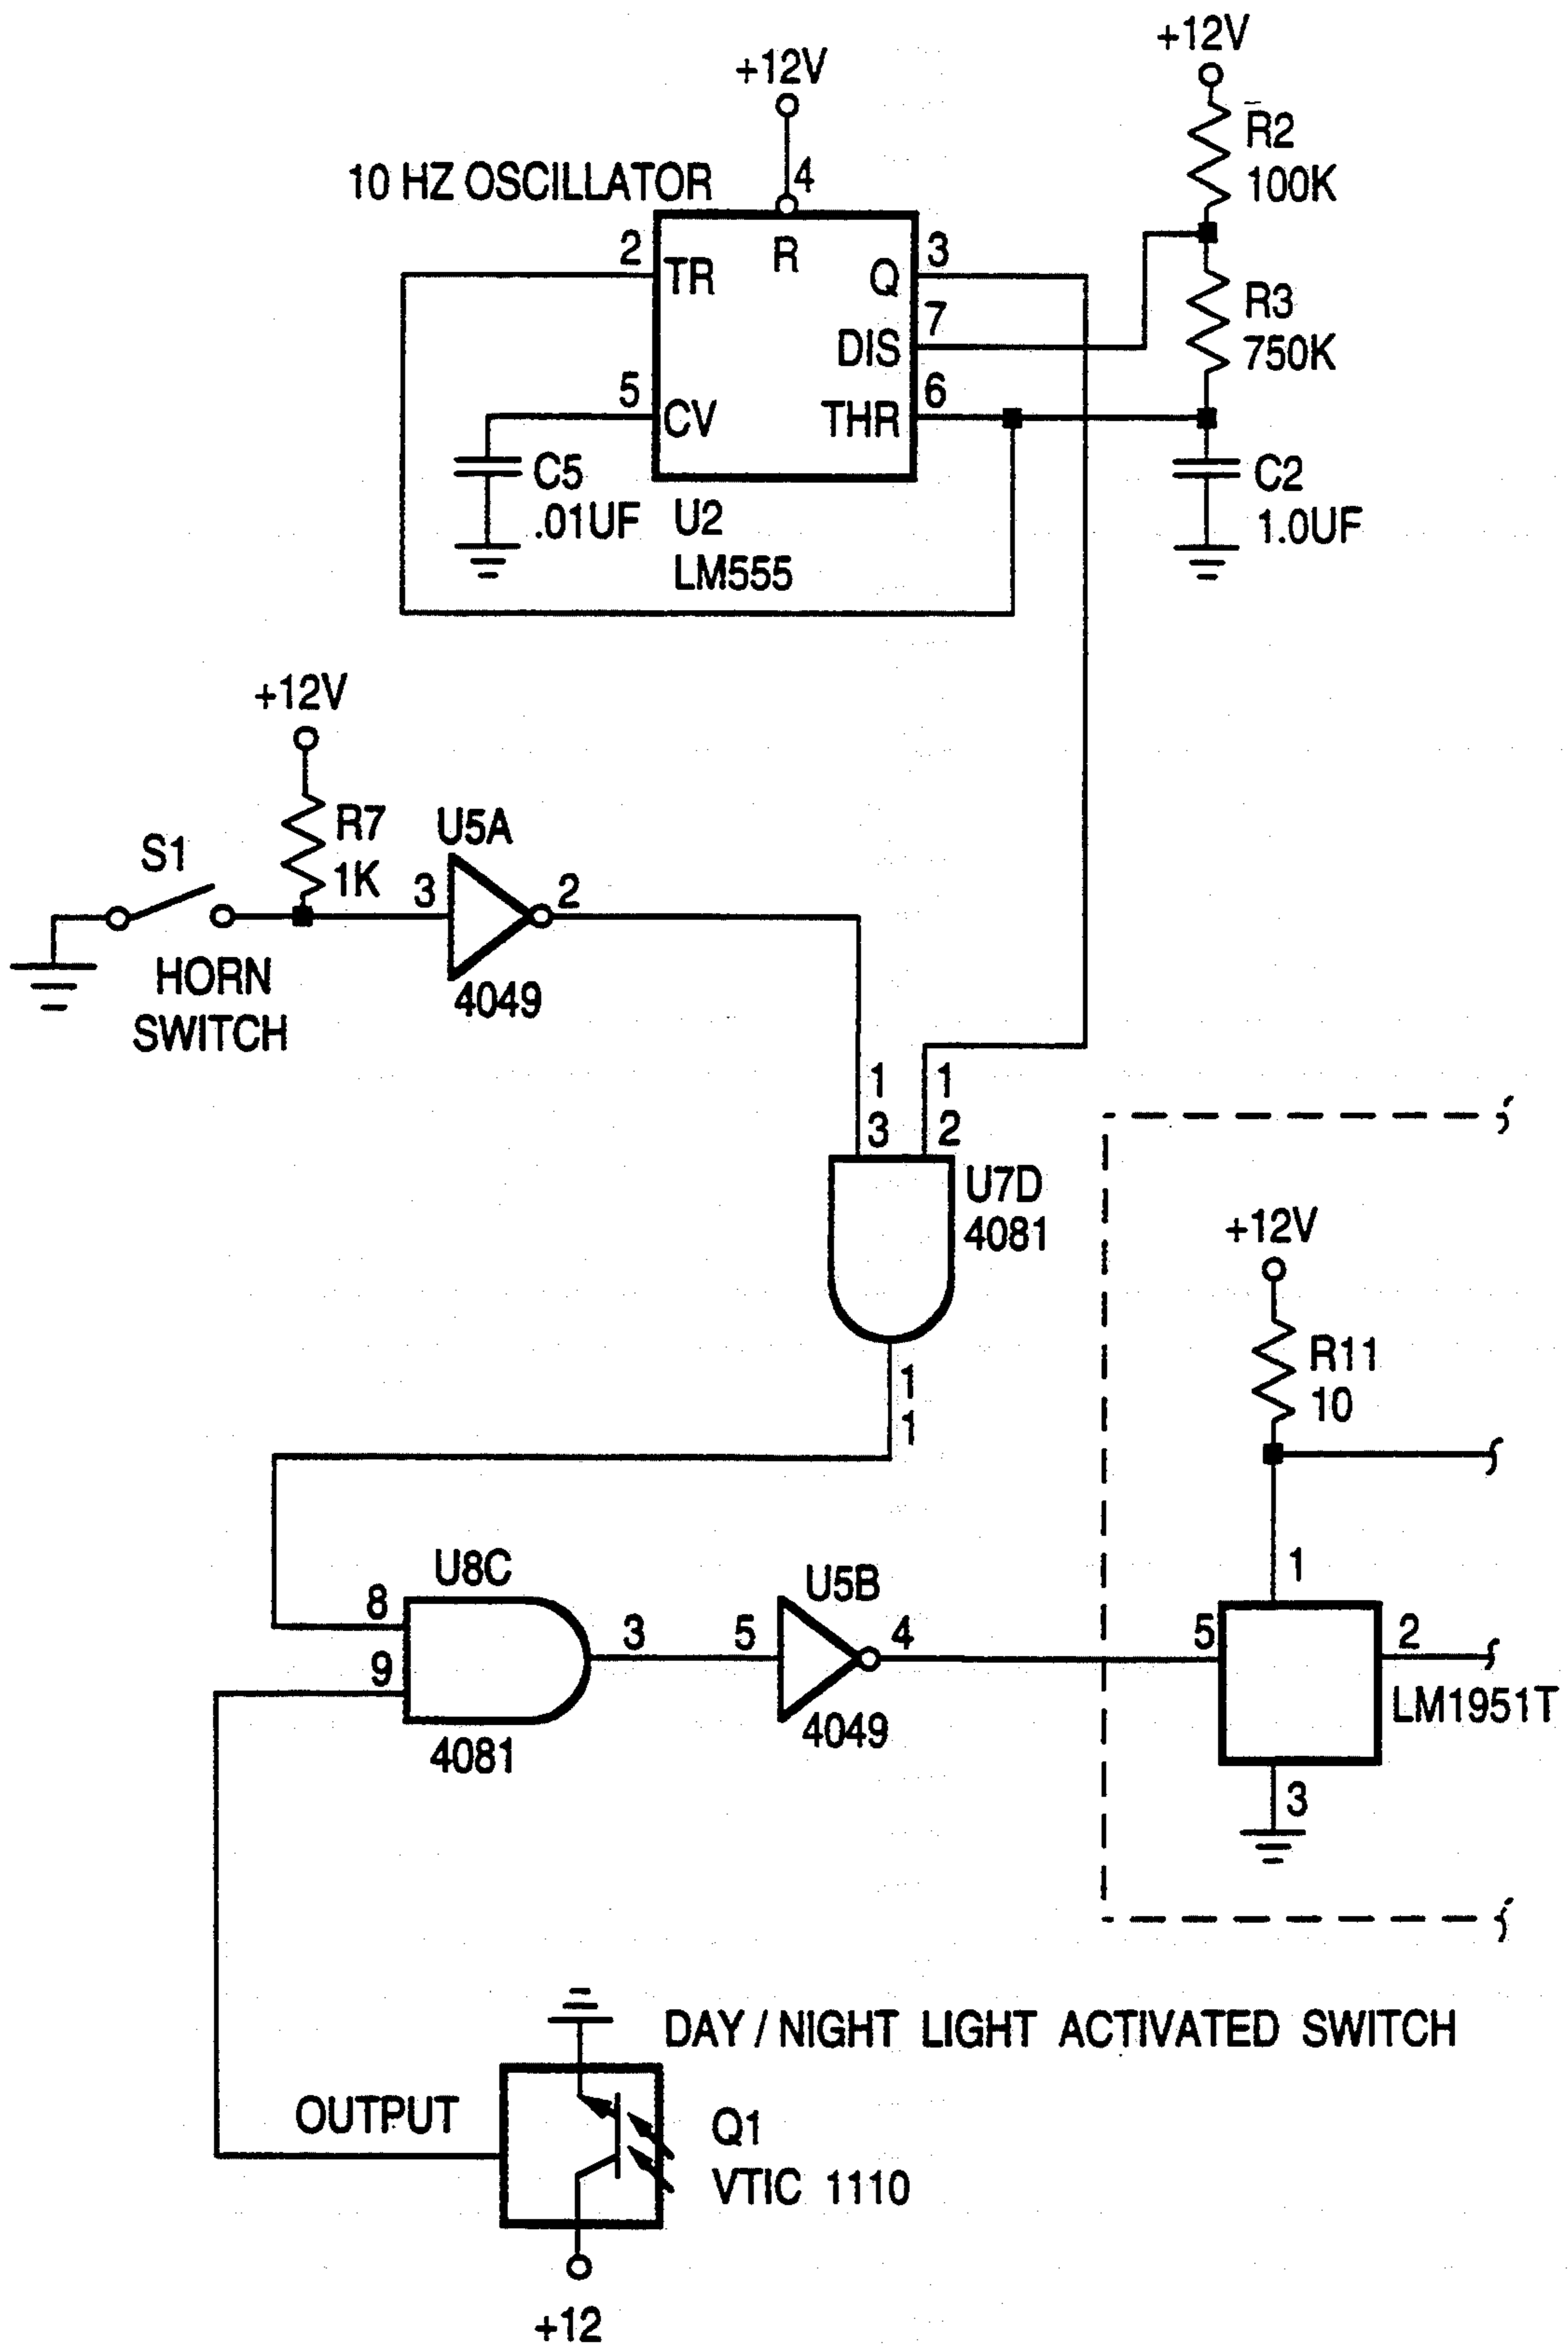 +12V
+12V
R2
100K
10 HZ OSCILLATOR
4
2
TR
R
Q
3
7
DIS
R3
750K
5
CV
THR
6
C5
.01UF
U2
LM555
C2
1.0UF
+12V
R7
1K
S1
U5A
3
2
HORN
SWITCH
4049
1
3
1
2
U7D
4081
1
1
+12V
R11
10
U8C
8
9
3
4081
U5B
5
4
4049
1
5
2
LM1951T
3
DAY / NIGHT LIGHT ACTIVATED SWITCH
OUTPUT
Q1
VTIC 1110
+12